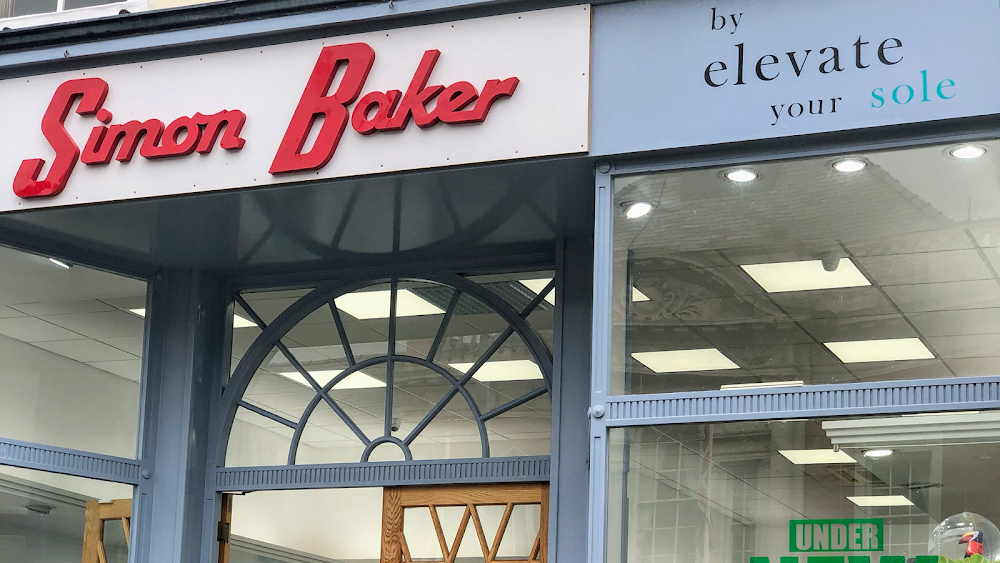 Simon Baker
by
elevate
your sole
UNDER